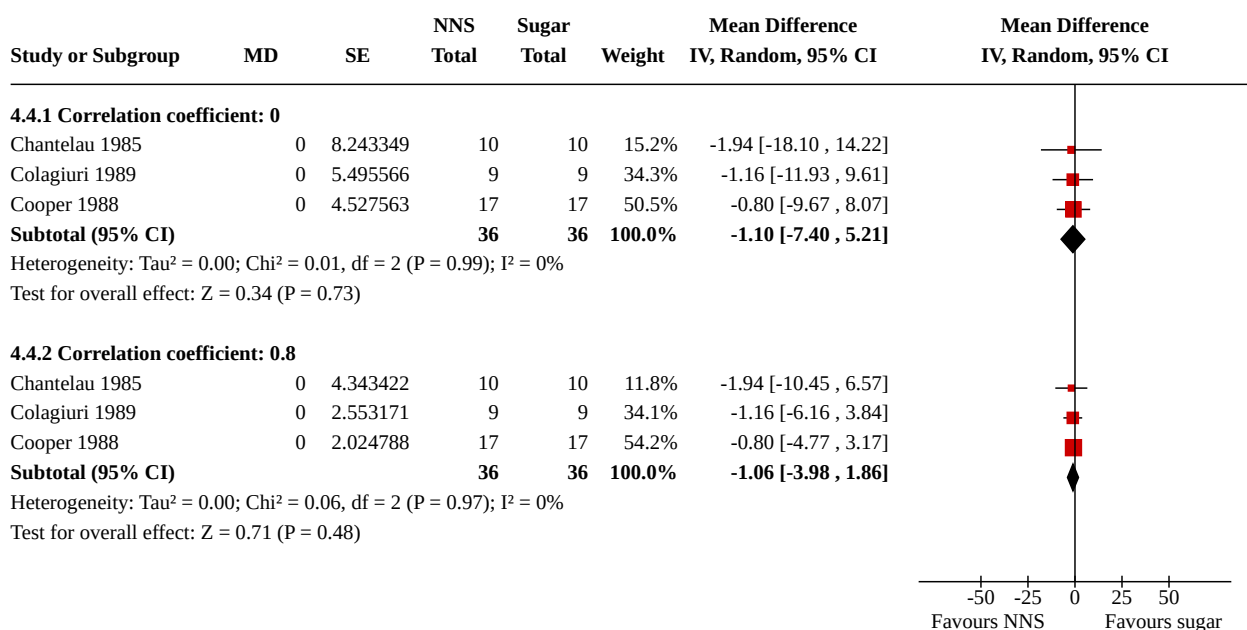 NNS Sugar Mean Difference Mean Difference
Study or Subgroup MD SE Total Total Weight IV, Random, 95% CI IV, Random, 95% CI
4.4.1 Correlation coefficient: 0
Chantelau 1985 0 8.243349 10 10 15.2% -1.94 [-18.10 , 14.22]
Colagiuri 1989 0 5.495566 9 9 34.3% -1.16 [-11.93 , 9.61]
Cooper 1988 0 4.527563 17 17 50.5% -0.80 [-9.67 , 8.07]
Subtotal (95% CI) 36 36 100.0% -1.10 [-7.40 , 5.21]
Heterogeneity: Tau² = 0.00; Chi² = 0.01, df = 2 (P = 0.99); I² = 0%
Test for overall effect: Z = 0.34 (P = 0.73)
4.4.2 Correlation coefficient: 0.8
Chantelau 1985 0 4.343422 10 10 11.8% -1.94 [-10.45 , 6.57]
Colagiuri 1989 0 2.553171 9 9 34.1% -1.16 [-6.16 , 3.84]
Cooper 1988 0 2.024788 17 17 54.2% -0.80 [-4.77 , 3.17]
Subtotal (95% CI) 36 36 100.0% -1.06 [-3.98 , 1.86]
Heterogeneity: Tau² = 0.00; Chi² = 0.06, df = 2 (P = 0.97); I² = 0%
Test for overall effect: Z = 0.71 (P = 0.48)
-50 -25 0 25 50
Favours NNS Favours sugar